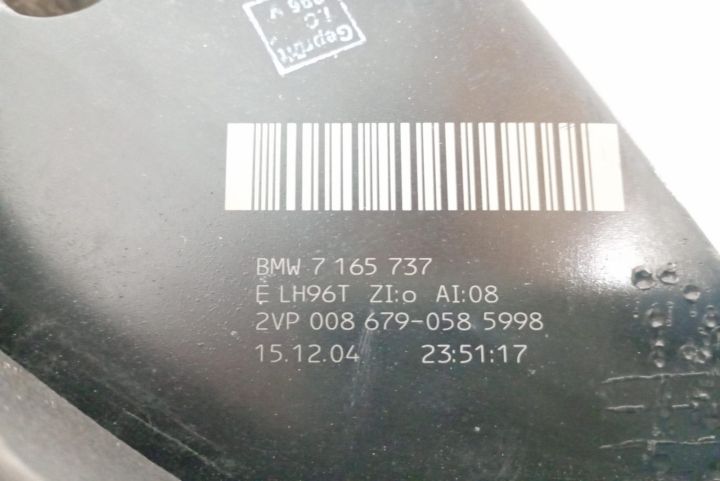 Geprüft
BMW 7 165 737
E LH96T ZI:o AI:08
2VP 008 679-058 5998
15.12.04 23:51:17